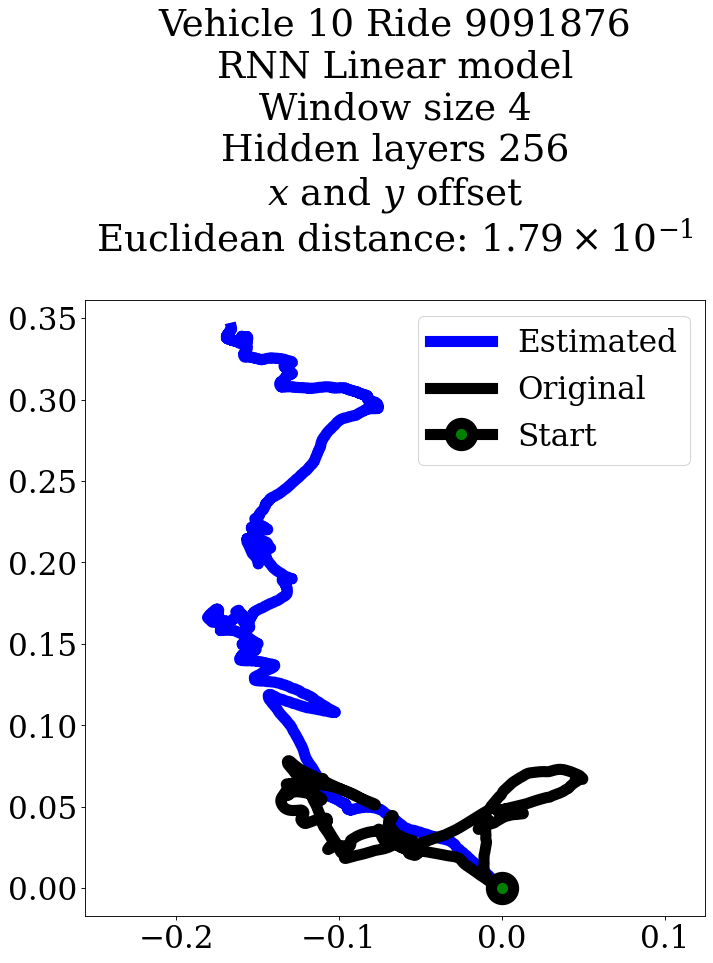 Vehicle 10 Ride 9091876
RNN Linear model
Window size 4
Hidden layers 256
x and y offset
Euclidean distance: 1.79 × 10⁻¹
0.35
0.30
0.25
0.20
0.15
0.10
0.05
0.00
−0.2
−0.1
0.0
0.1
Estimated
Original
Start